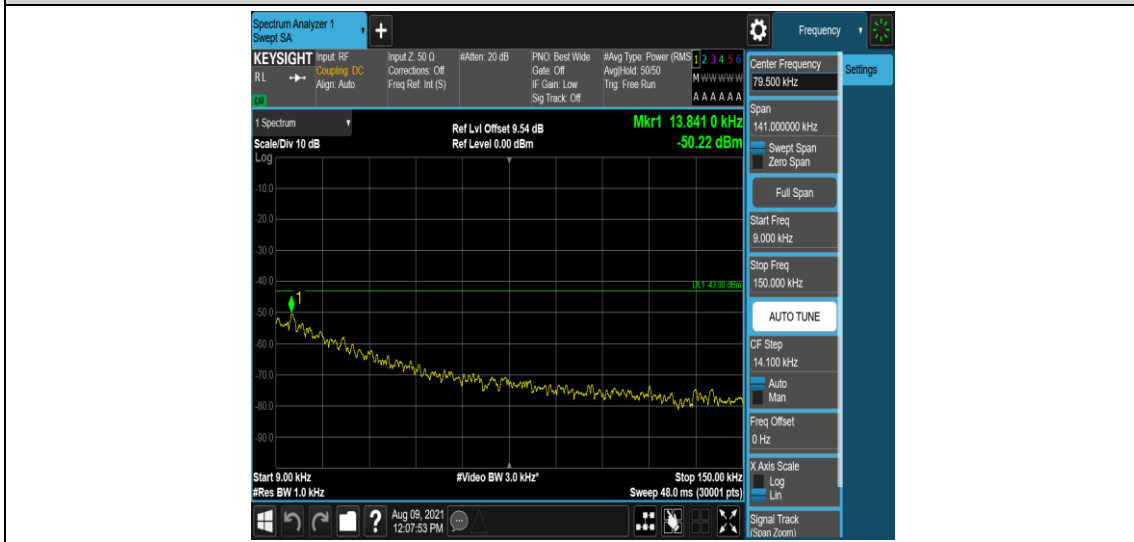 Spectrum Analyzer 1
Swept SA
Frequency
KEYSIGHT
RL
LXI
Input: RF
Coupling: DC
Align: Auto
Input Z: 50 Ω
Corrections: Off
Freq Ref: Int (S)
#Atten: 20 dB
PNO: Best Wide
Gate: Off
IF Gain: Low
Sig Track: Off
#Avg Type: Power (RMS
Avg|Hold: 50/50
Trig: Free Run
1 2 3 4 5 6
M W W W W W
A A A A A A
1 Spectrum
Scale/Div 10 dB
Log
Ref Lvl Offset 9.54 dB
Ref Level 0.00 dBm
Mkr1 13.841 0 kHz
-50.22 dBm
-10.0
-20.0
-30.0
-40.0
DL1 -43.00 dBm
1
-50.0
-60.0
-70.0
-80.0
-90.0
Start 9.00 kHz
#Res BW 1.0 kHz
#Video BW 3.0 kHz*
Stop 150.00 kHz
Sweep 48.0 ms (30001 pts)
Aug 09, 2021
12:07:53 PM
Center Frequency
79.500 kHz
Settings
Span
141.000000 kHz
Swept Span
Zero Span
Full Span
Start Freq
9.000 kHz
Stop Freq
150.000 kHz
AUTO TUNE
CF Step
14.100 kHz
Auto
Man
Freq Offset
0 Hz
X Axis Scale
Log
Lin
Signal Track
(Span Zoom)